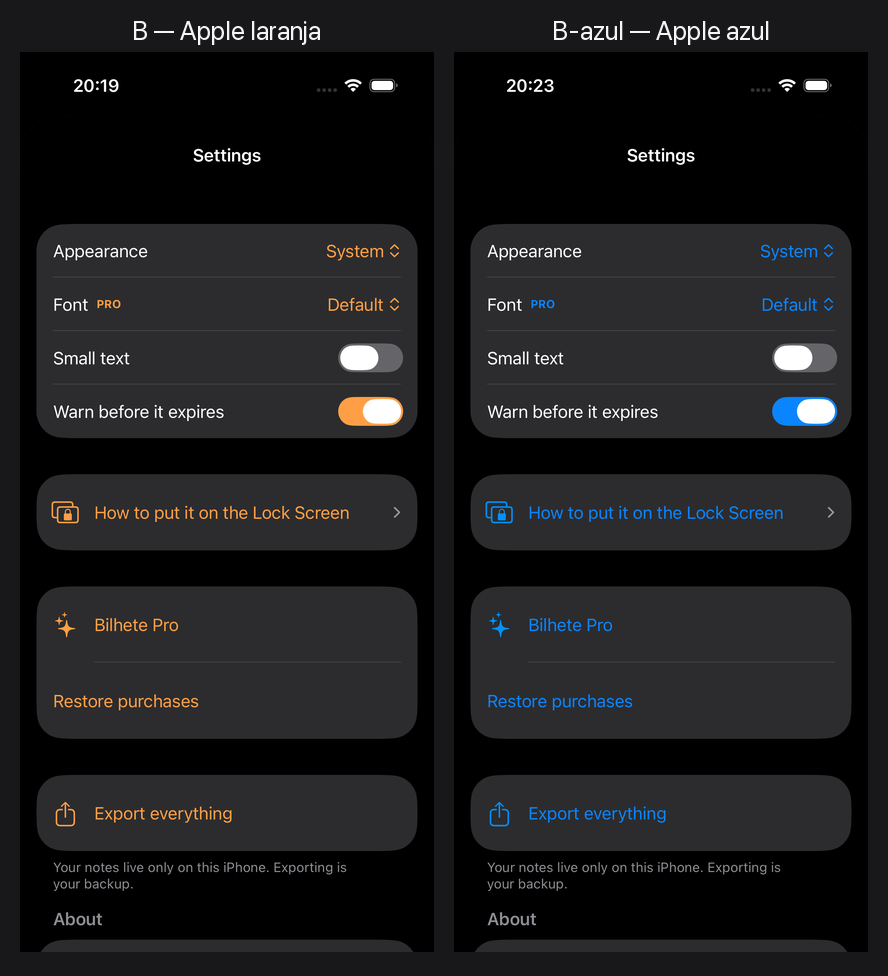 B — Apple laranja
20:19
Settings
Appearance System
Font PRO Default
Small text
Warn before it expires
How to put it on the Lock Screen
Bilhete Pro
Restore purchases
Export everything
Your notes live only on this iPhone. Exporting is
your backup.
About
B-azul — Apple azul
20:23
Settings
Appearance System
Font PRO Default
Small text
Warn before it expires
How to put it on the Lock Screen
Bilhete Pro
Restore purchases
Export everything
Your notes live only on this iPhone. Exporting is
your backup.
About